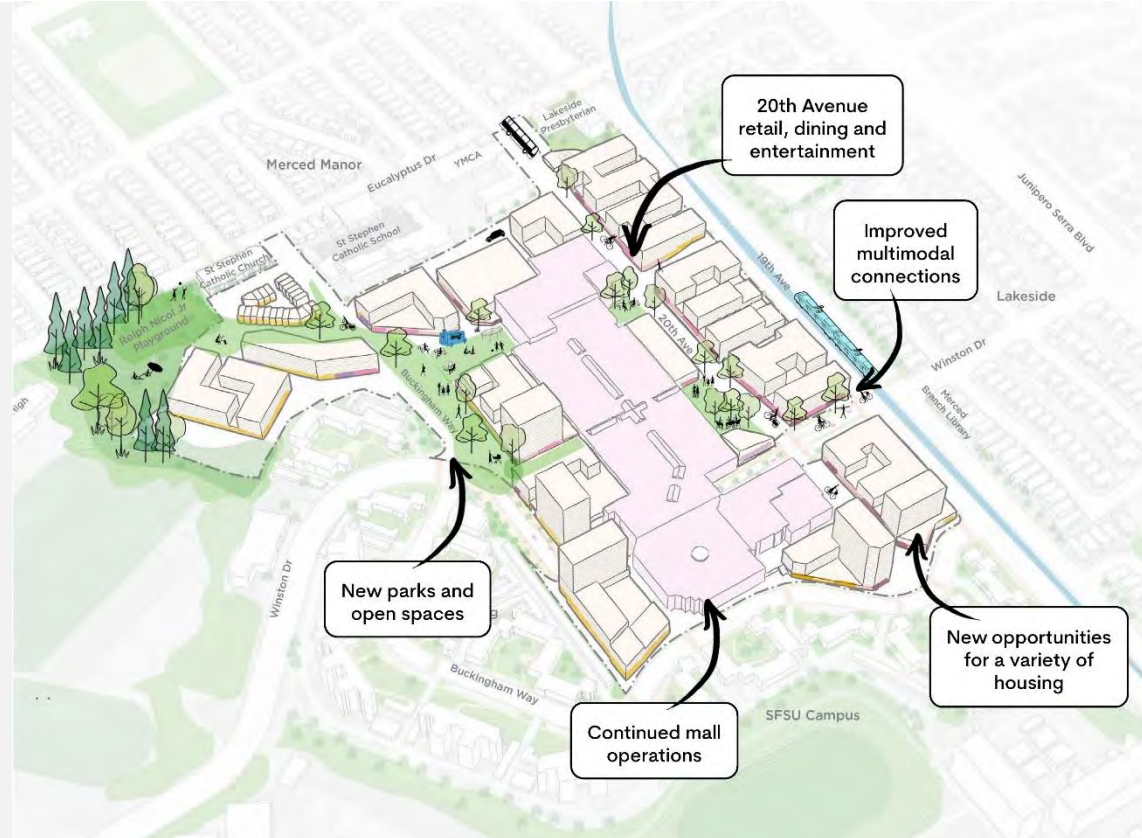 20th Avenue
retail, dining and
entertainment
Lakeside
Presbyterian
Merced Manor
Eucalyptus Dr
YMCA
Junipero Serra Blvd
Improved
multimodal
connections
St Stephen
Catholic School
St Stephen
Catholic Church
19th Ave
Lakeside
Rolph Nicol Jr
Playground
20th Ave
Winston Dr
Merced
Branch Library
Buckingham Way
High
New parks and
open spaces
Winston Dr
New opportunities
for a variety of
housing
Buckingham Way
SFSU Campus
Continued mall
operations